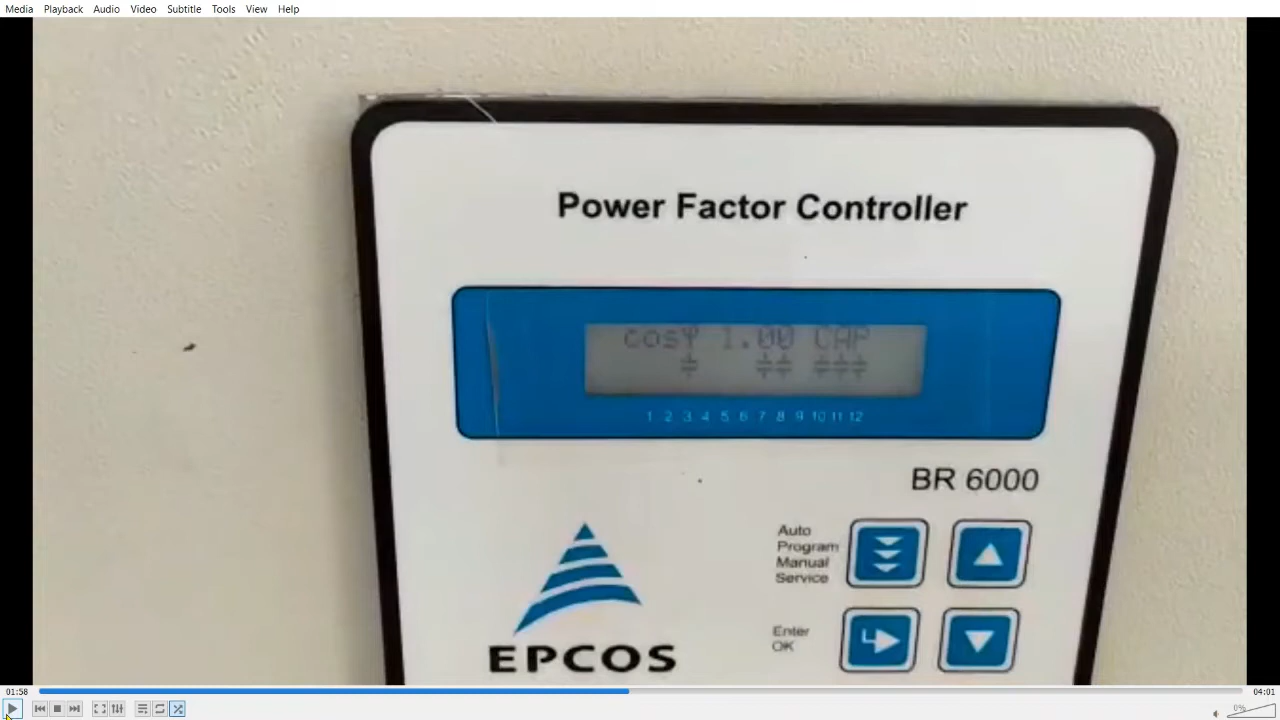 Media Playback Audio Video Subtitle Tools View Help
Power Factor Controller
cosφ 1.00 CAP
1 2 3 4 5 6 7 8 9 10 11 12
BR 6000
Auto
Program
Manual
Service
Enter
OK
EPCOS
01:58
04:01
0%